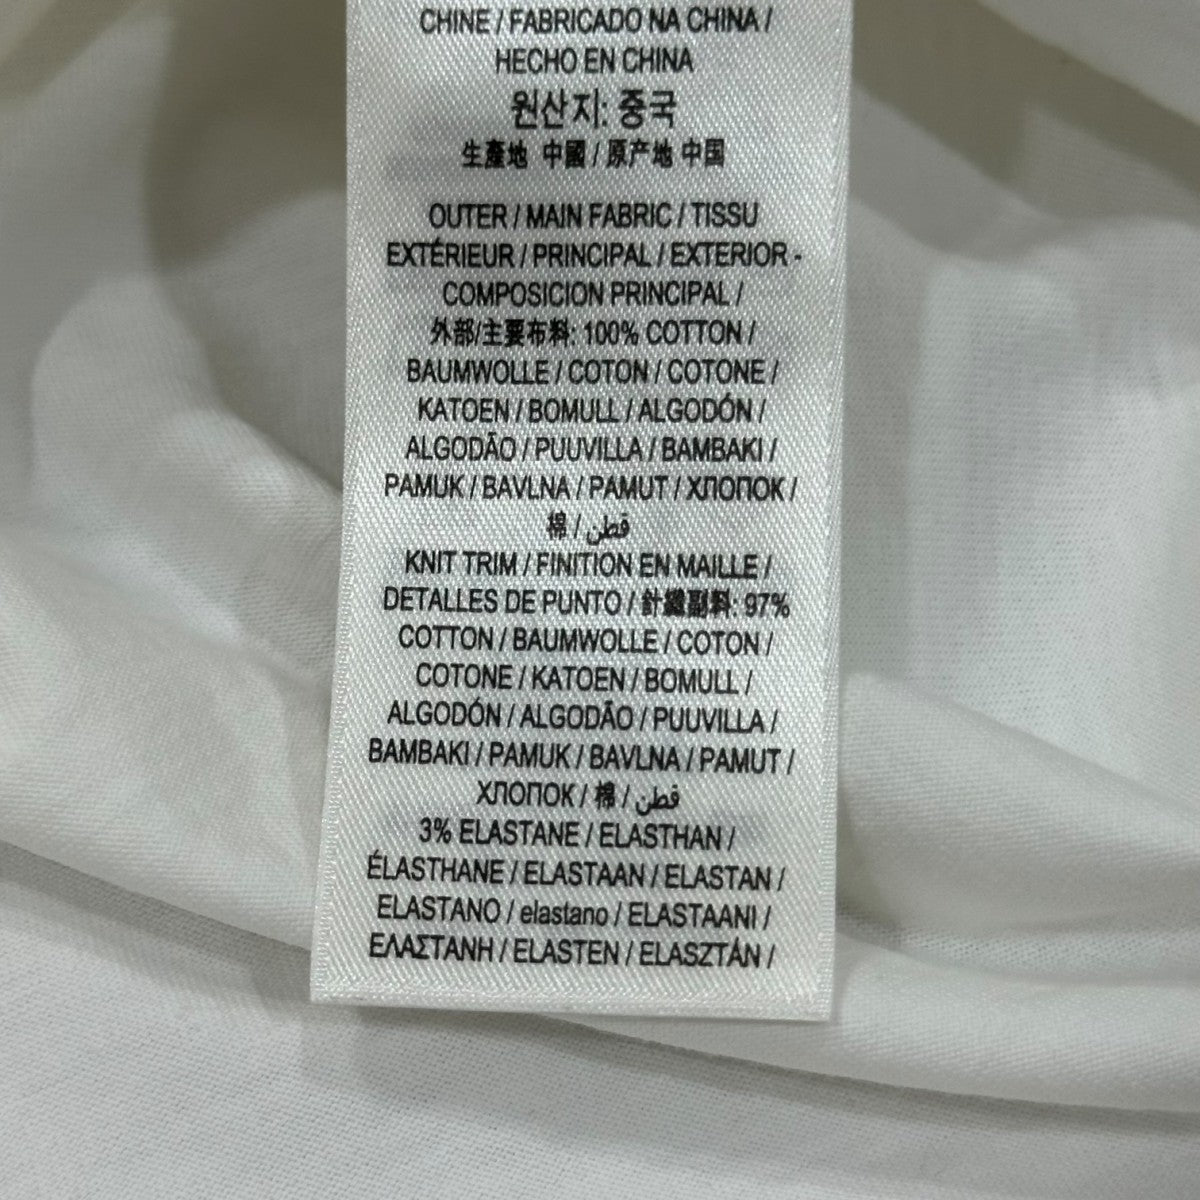 CHINE / FABRICADO NA CHINA /
HECHO EN CHINA
원산지: 중국
生產地 中國 / 原产地 中国
OUTER / MAIN FABRIC / TISSU
EXTÉRIEUR / PRINCIPAL / EXTERIOR -
COMPOSICION PRINCIPAL /
外部/主要布料: 100% COTTON /
BAUMWOLLE / COTON / COTONE /
KATOEN / BOMULL / ALGODÓN /
ALGODÃO / PUUVILLA / BAMBAKI /
PAMUK / BAVLNA / PAMUT / ХЛОПОК /
棉 / قطن
KNIT TRIM / FINITION EN MAILLE /
DETALLES DE PUNTO / 針織副料: 97%
COTTON / BAUMWOLLE / COTON /
COTONE / KATOEN / BOMULL /
ALGODÓN / ALGODÃO / PUUVILLA /
BAMBAKI / PAMUK / BAVLNA / PAMUT /
ХЛОПОК / 棉 / قطن
3% ELASTANE / ELASTHAN /
ÉLASTHANE / ELASTAAN / ELASTAN /
ELASTANO / elastano / ELASTAANI /
ΕΛΑΣΤΑΝΗ / ELASTEN / ELASZTÁN /